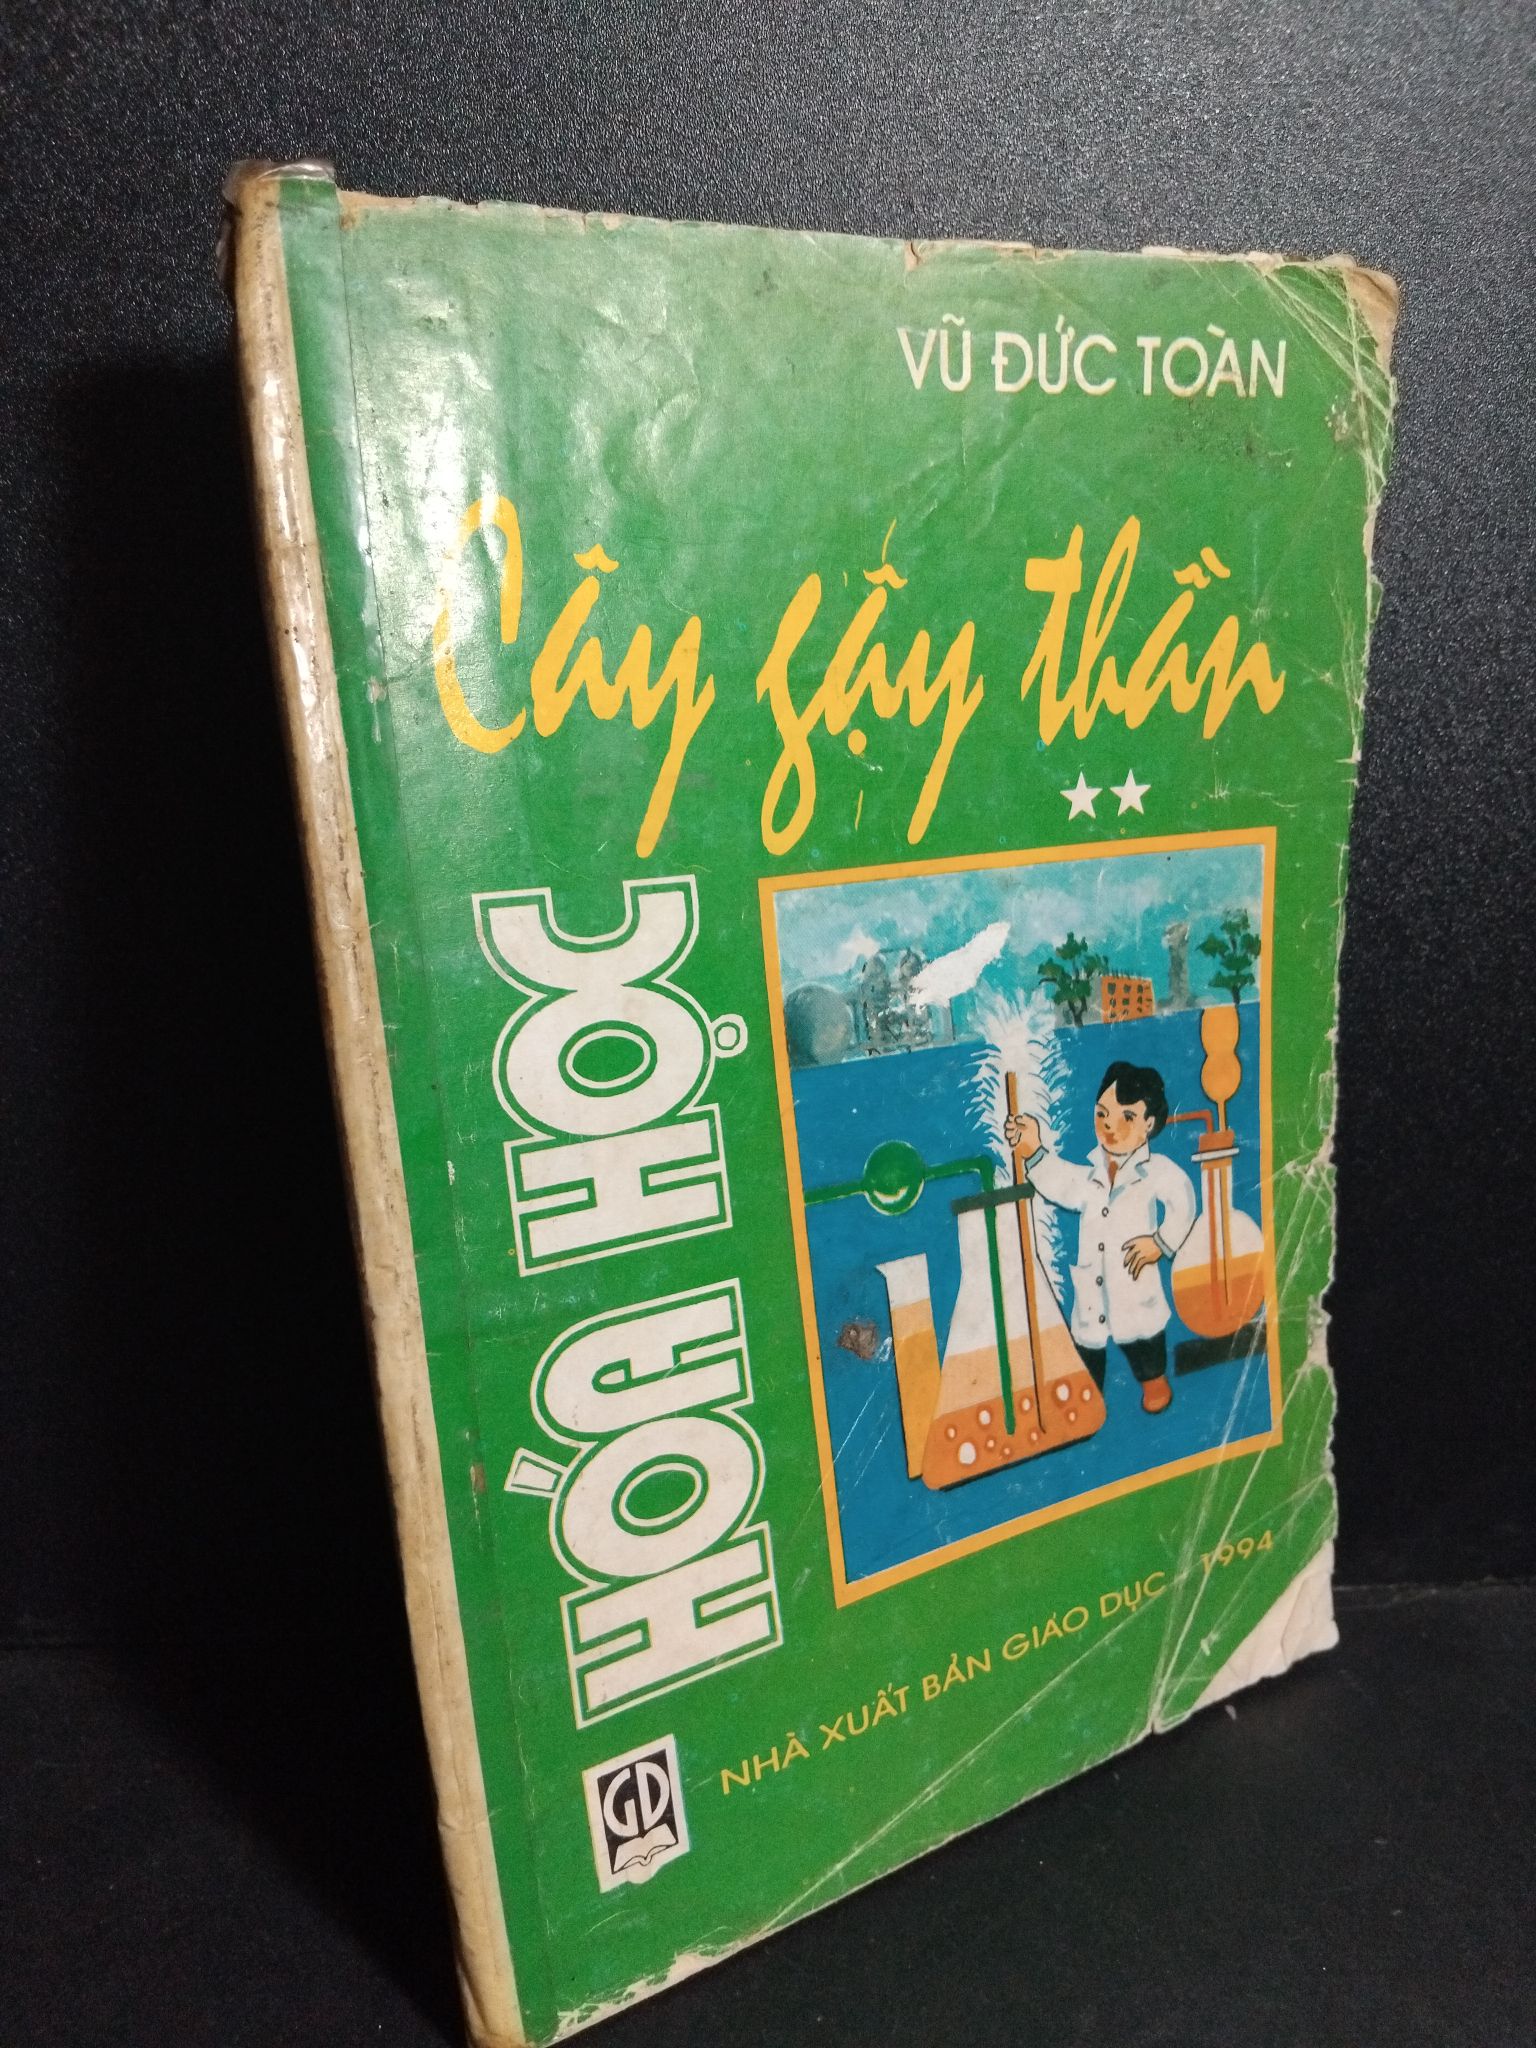 VŨ ĐỨC TOÀN
Cây gậy thần
HÓA HỌC
NHÀ XUẤT BẢN GIÁO DỤC - 1994
GD